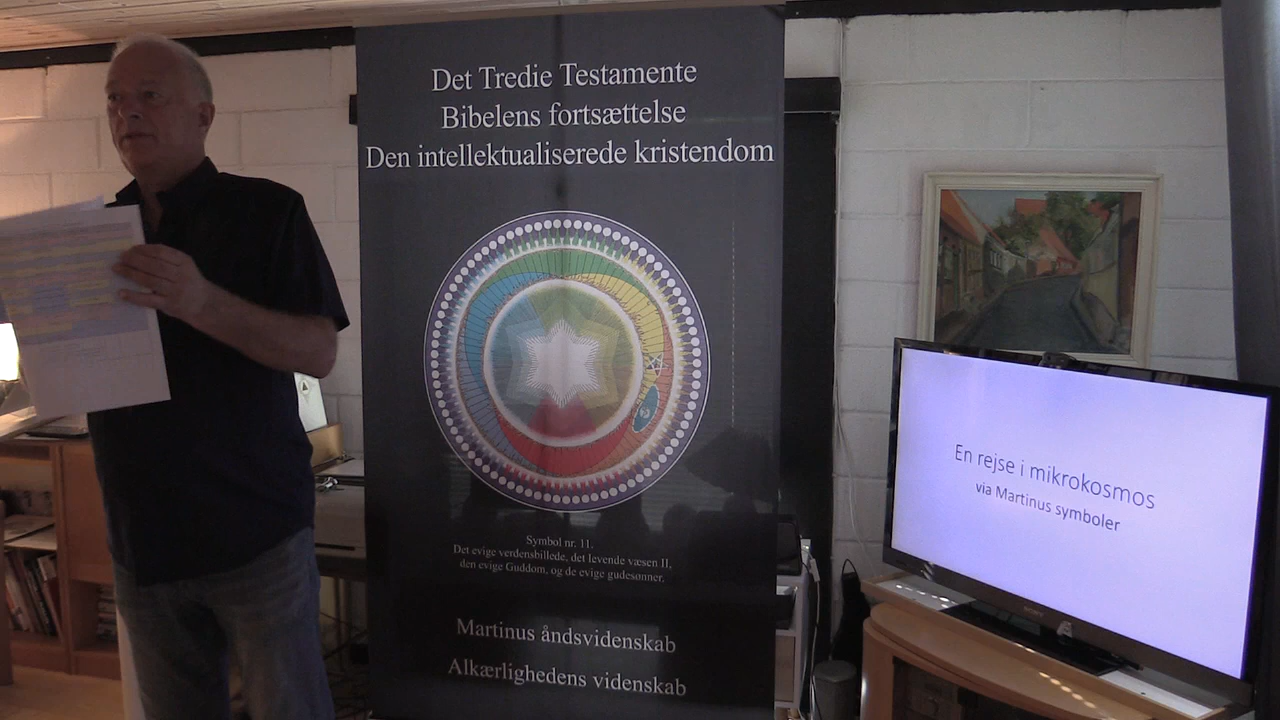 Det Tredie Testamente
Bibelens fortsættelse
Den intellektualiserede kristendom
Symbol nr. 11.
Det evige verdensbillede, det levende væsen II,
den evige Guddom, og de evige gudesønner.
Martinus åndsvidenskab
Alkærlighedens videnskab
En rejse i mikrokosmos
via Martinus symboler
SONY